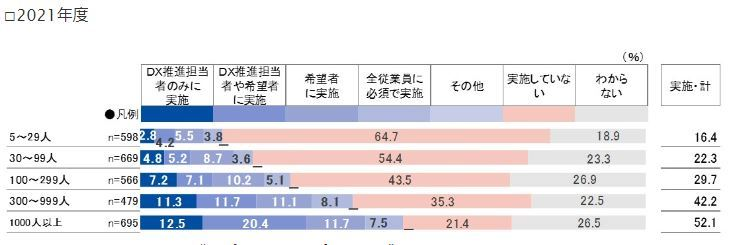 □2021年度
(%)
DX推進担当者のみに実施
DX推進担当者や希望者に実施
希望者に実施
全従業員に必須で実施
その他
実施していない
わからない
実施・計
●凡例
5～29人 n=598 2.8 4.2 5.5 3.8 64.7 18.9 16.4
30～99人 n=669 4.8 5.2 8.7 3.6 54.4 23.3 22.3
100～299人 n=566 7.2 7.1 10.2 5.1 43.5 26.9 29.7
300～999人 n=479 11.3 11.7 11.1 8.1 35.3 22.5 42.2
1000人以上 n=695 12.5 20.4 11.7 7.5 21.4 26.5 52.1